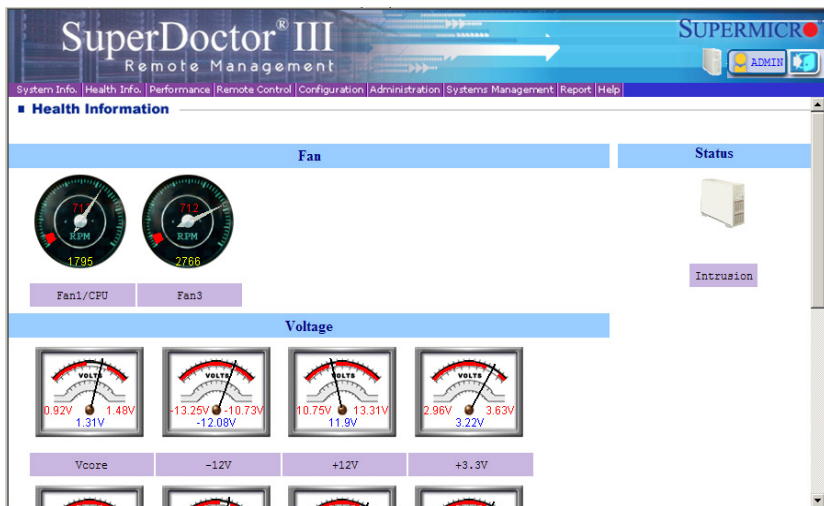 SuperDoctor® III
Remote Management
SUPERMICR
ADMIN
System Info. Health Info. Performance Remote Control Configuration Administration Systems Management Report Help
Health Information
Fan
Status
712
712
RPM
RPM
1795
2766
Fan1/CPU
Fan3
Intrusion
Voltage
VOLTS
VOLTS
VOLTS
VOLTS
0.92V 1.48V
-13.25V -10.73V
10.75V 13.31V
2.96V 3.63V
1.31V
-12.08V
11.9V
3.22V
Vcore
-12V
+12V
+3.3V